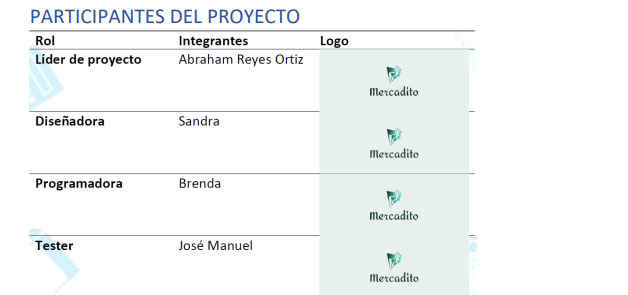 PARTICIPANTES DEL PROYECTO
Rol Integrantes Logo
Líder de proyecto Abraham Reyes Ortiz
Mercadito
Diseñadora Sandra
Mercadito
Programadora Brenda
Mercadito
Tester José Manuel
Mercadito